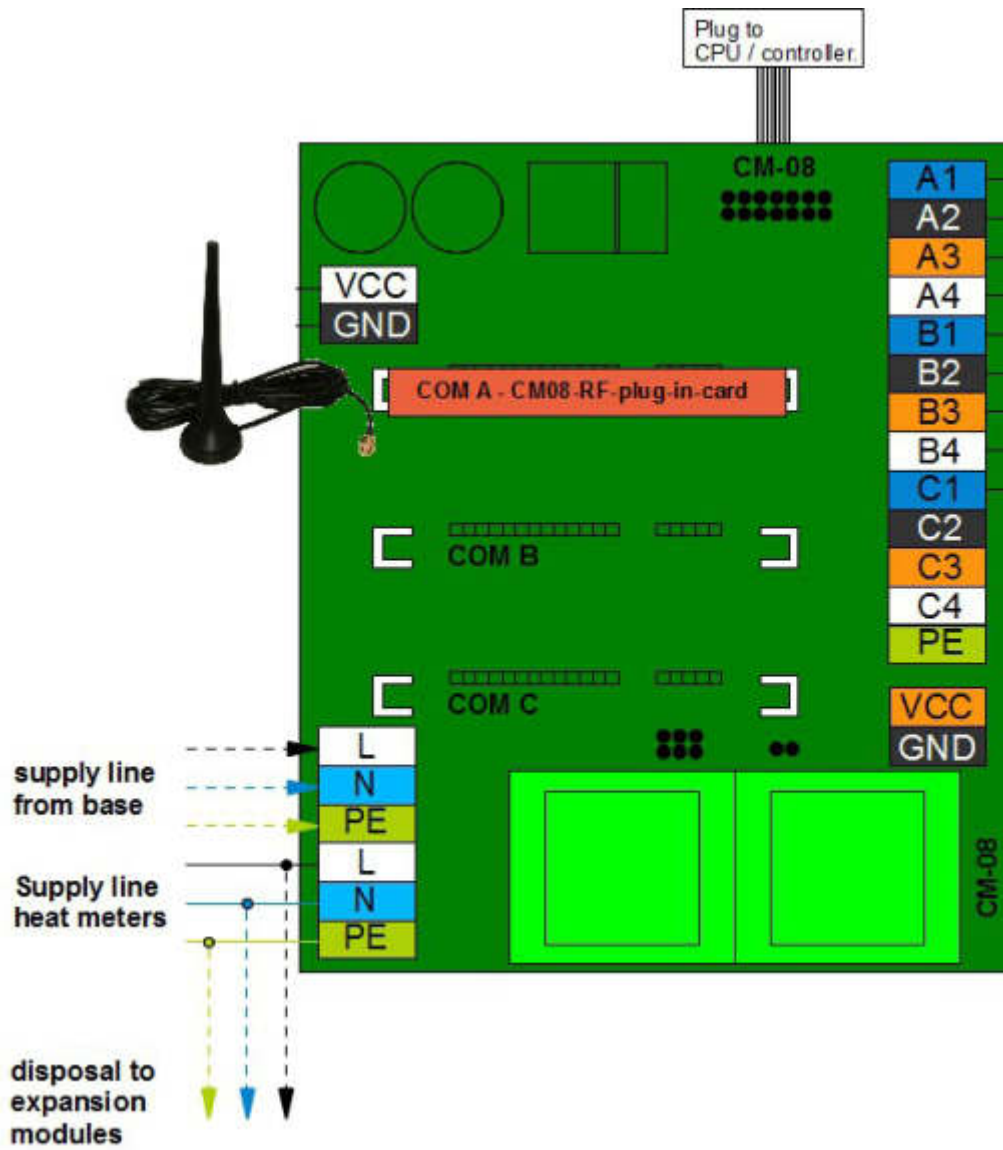 Plug to
CPU / controller.
CM-08
A1
A2
A3
A4
B1
B2
B3
B4
C1
C2
C3
C4
PE
VCC
GND
VCC
GND
COM A - CM08-RF-plug-in-card
COM B
COM C
supply line
from base
L
N
PE
Supply line
heat meters
L
N
PE
CM-08
disposal to
expansion
modules